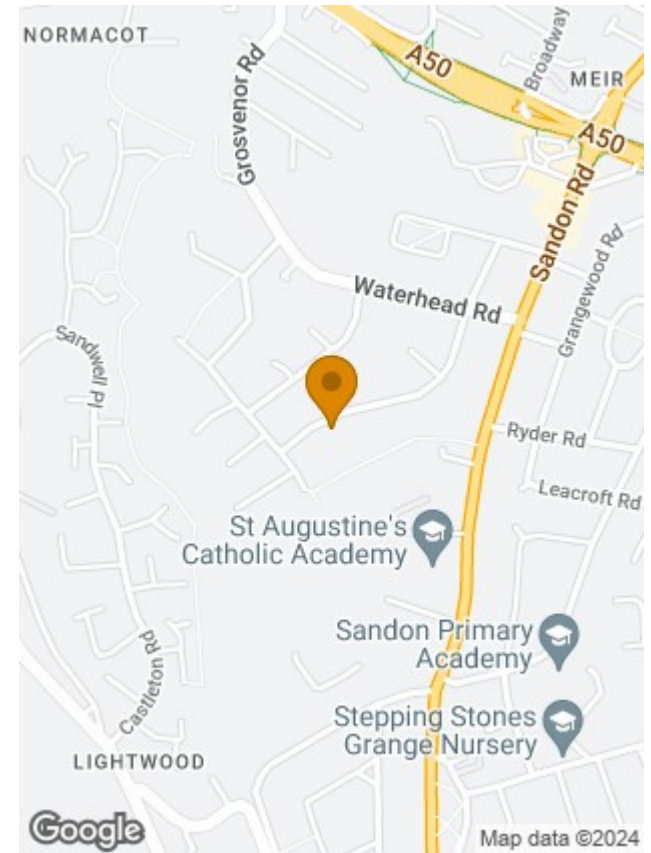 NORMACOT
Grosvenor Rd
A50
Broadway
MEIR
A50
Sandon Rd
Grangewood Rd
Waterhead Rd
Sandwell Pl
Ryder Rd
Leacroft Rd
St Augustine's
Catholic Academy
Sandon Primary
Academy
Castleton Rd
Stepping Stones
Grange Nursery
LIGHTWOOD
Google
Map data ©2024